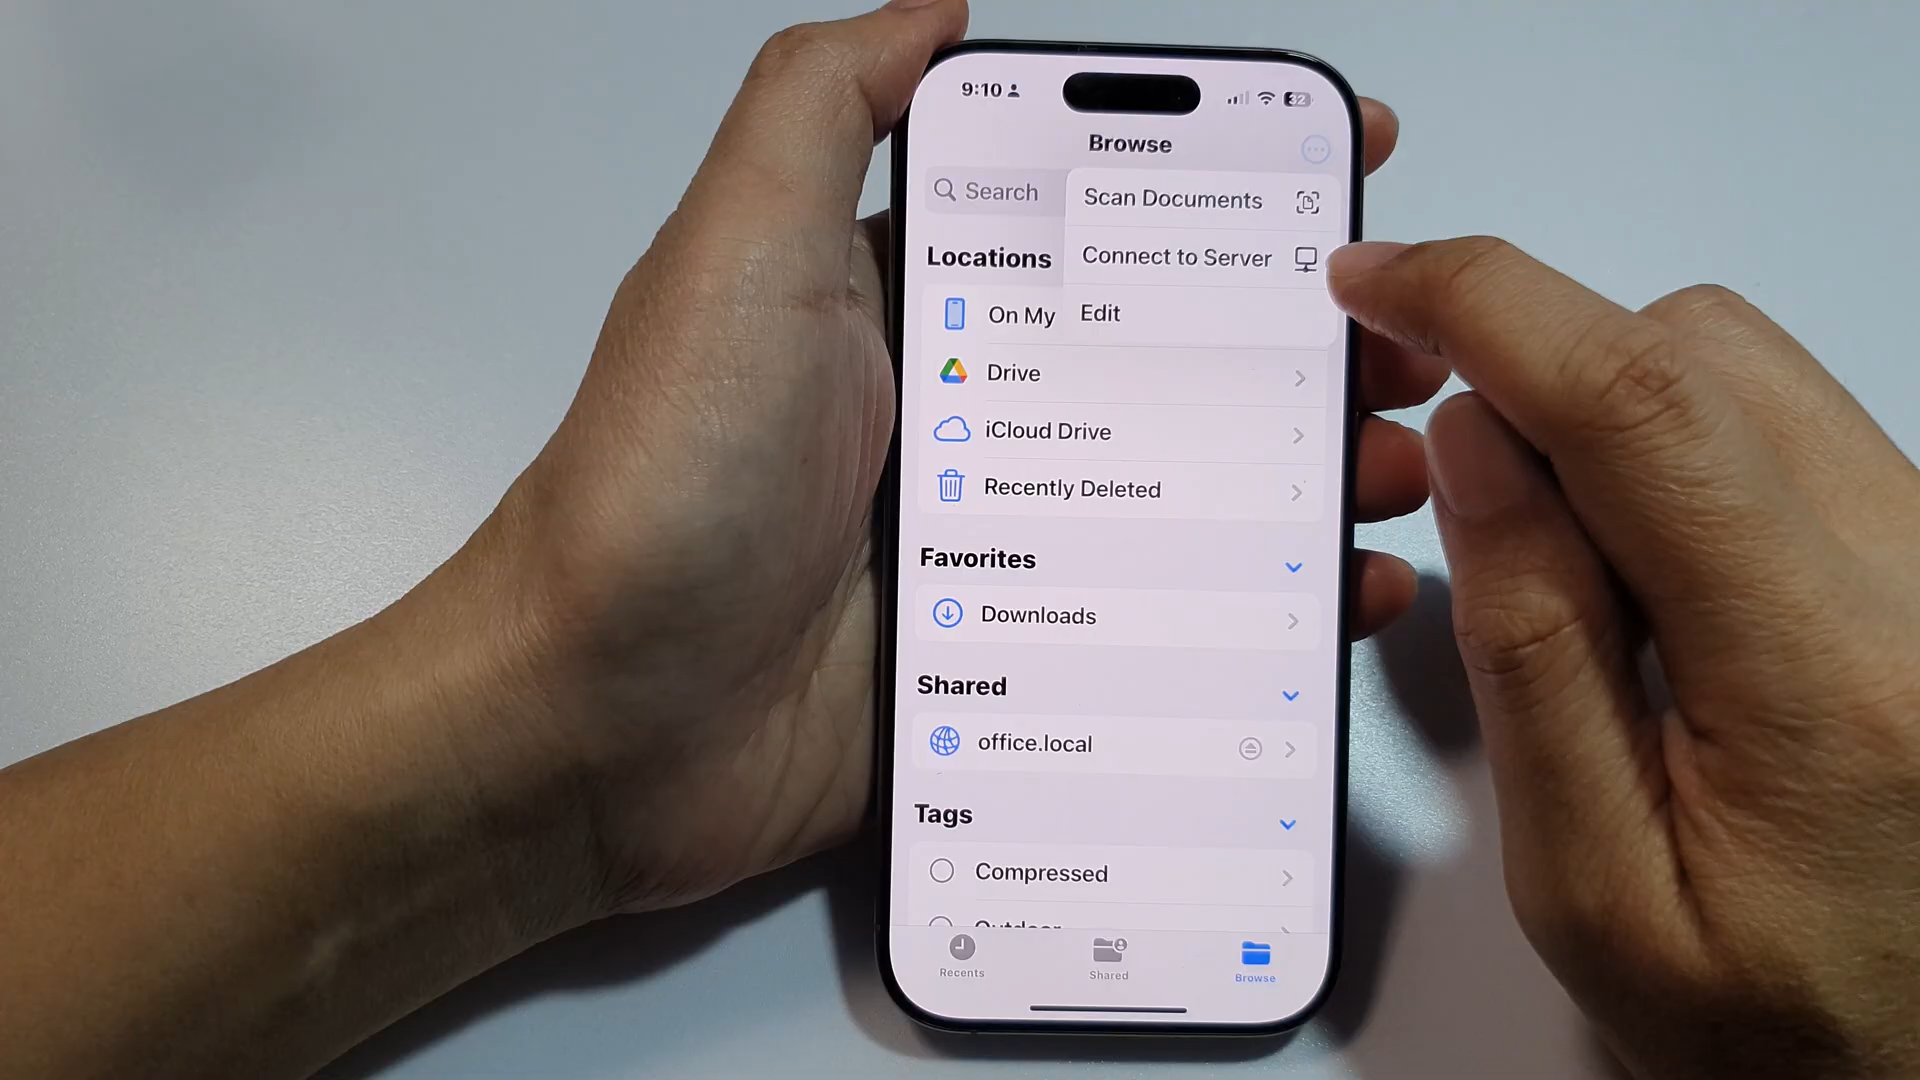 9:10
32
Browse
Search
Scan Documents
Locations
Connect to Server
On My
Edit
Drive
iCloud Drive
Recently Deleted
Favorites
Downloads
Shared
office.local
Tags
Compressed
Outdoor
Recents
Shared
Browse